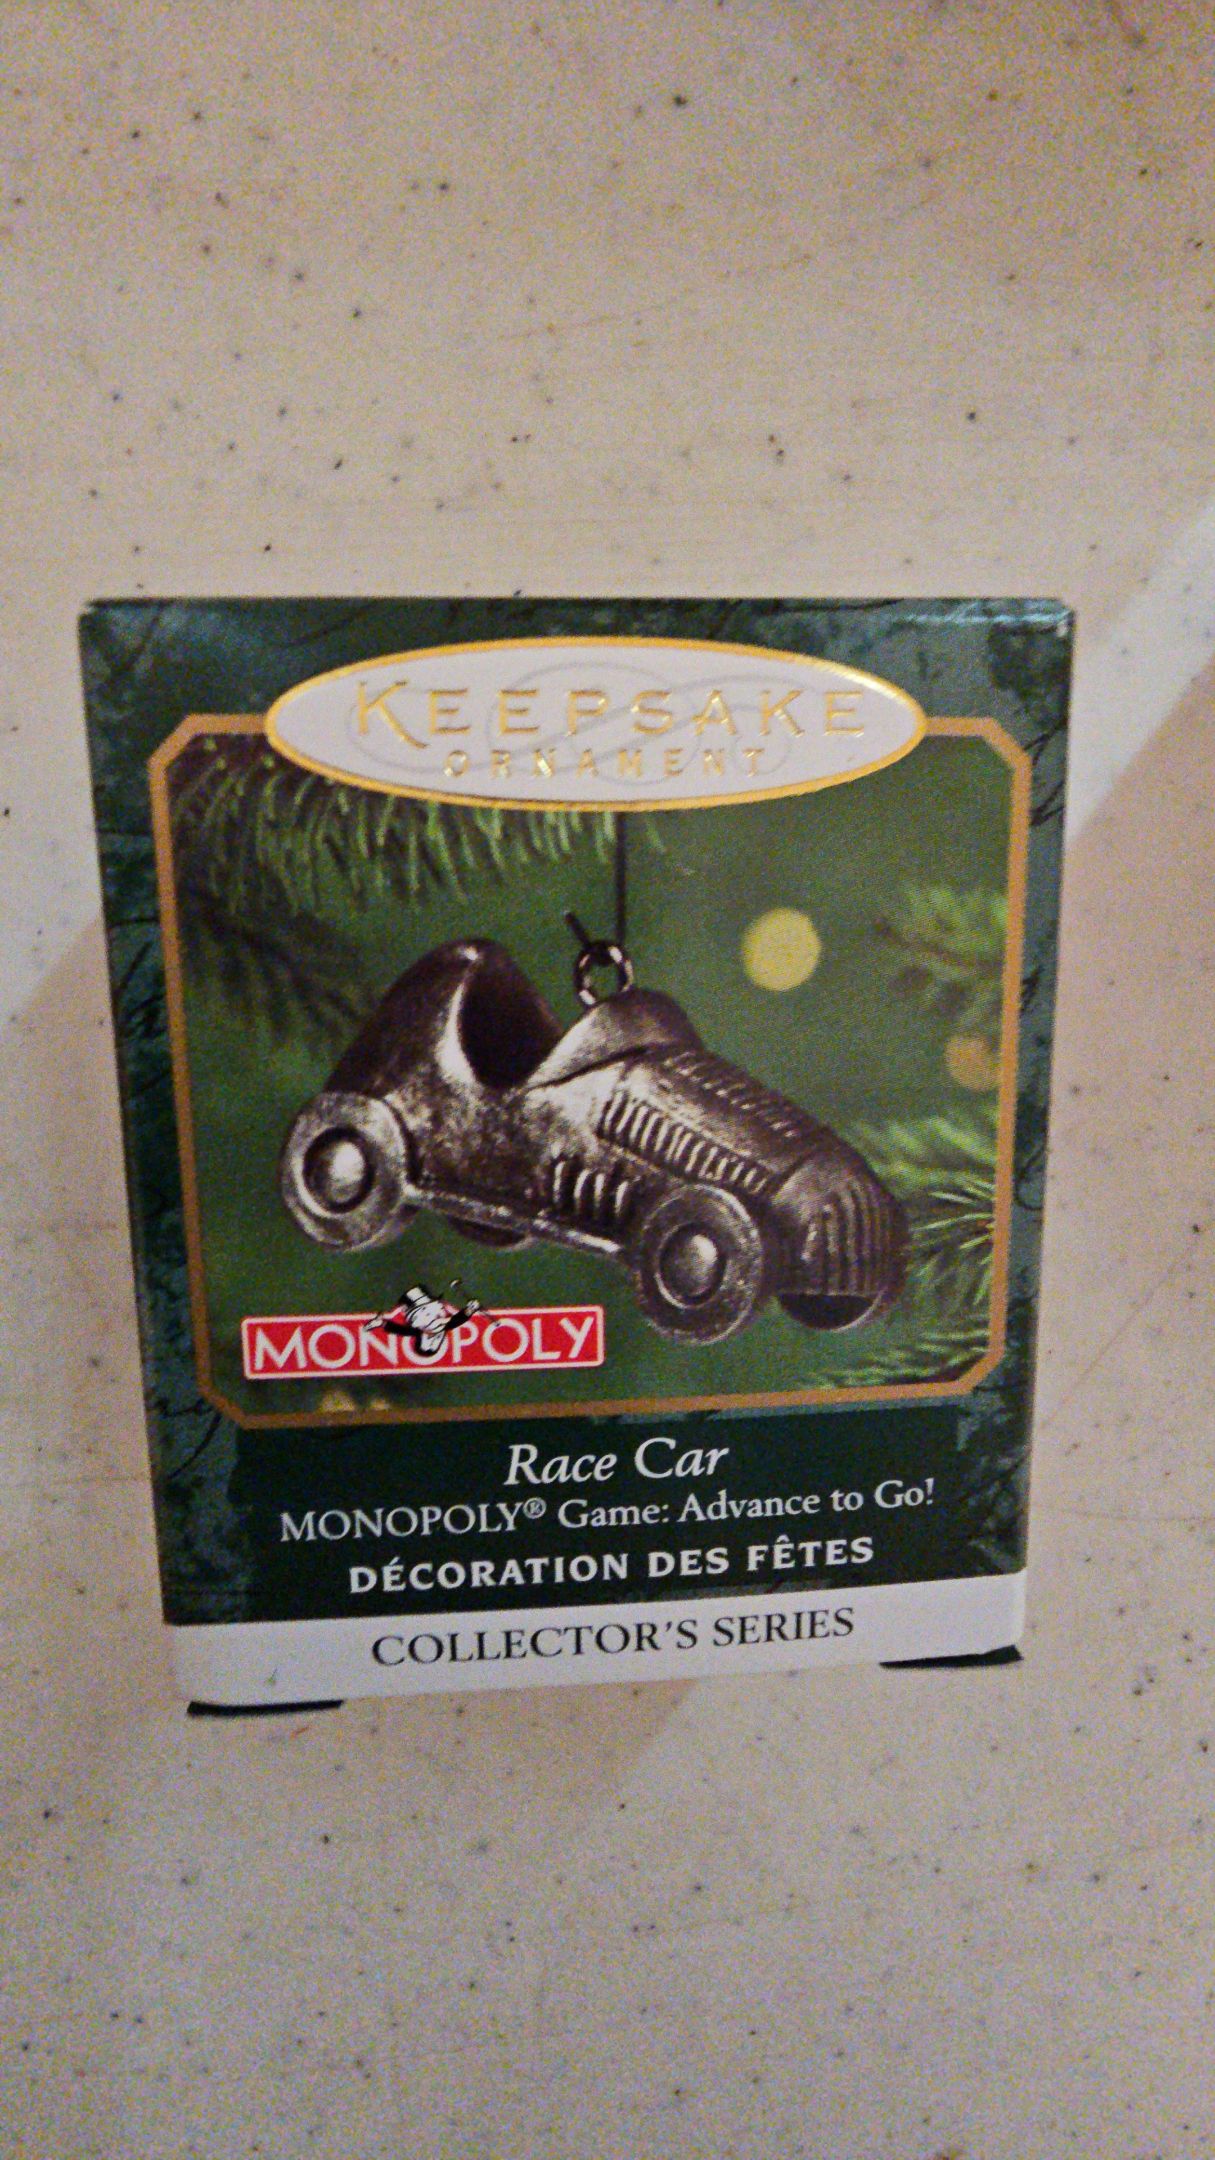 KEEPSAKE
ORNAMENT
MONOPOLY
Race Car
MONOPOLY® Game: Advance to Go!
DÉCORATION DES FÊTES
COLLECTOR'S SERIES